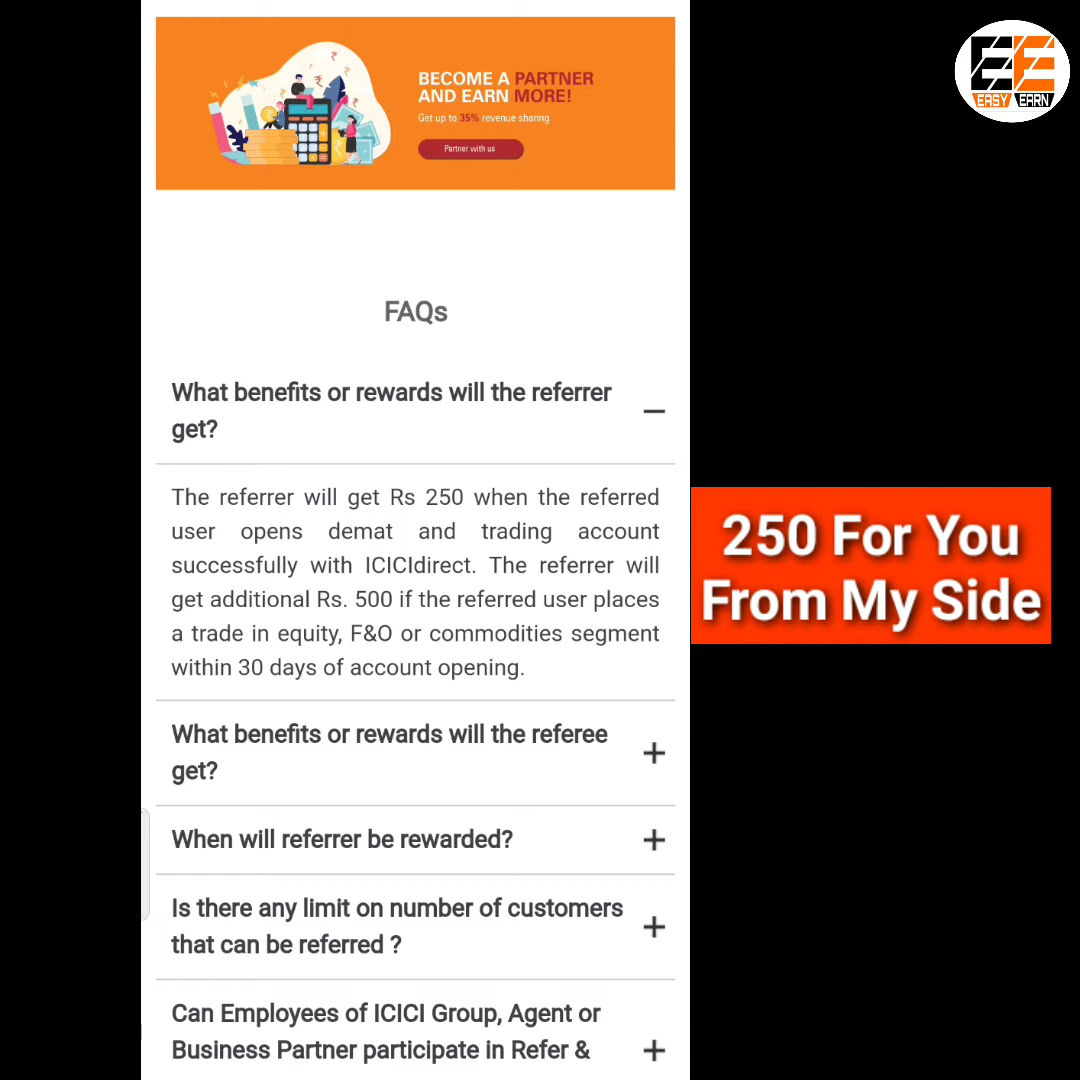 BECOME A PARTNER
AND EARN MORE!
Get up to 35% revenue sharing
Partner with us
EE
EASY EARN
FAQs
What benefits or rewards will the referrer
get?
The referrer will get Rs 250 when the referred
user opens demat and trading account
successfully with ICICIdirect. The referrer will
get additional Rs. 500 if the referred user places
a trade in equity, F&O or commodities segment
within 30 days of account opening.
250 For You
From My Side
What benefits or rewards will the referee
get?
When will referrer be rewarded?
Is there any limit on number of customers
that can be referred ?
Can Employees of ICICI Group, Agent or
Business Partner participate in Refer &